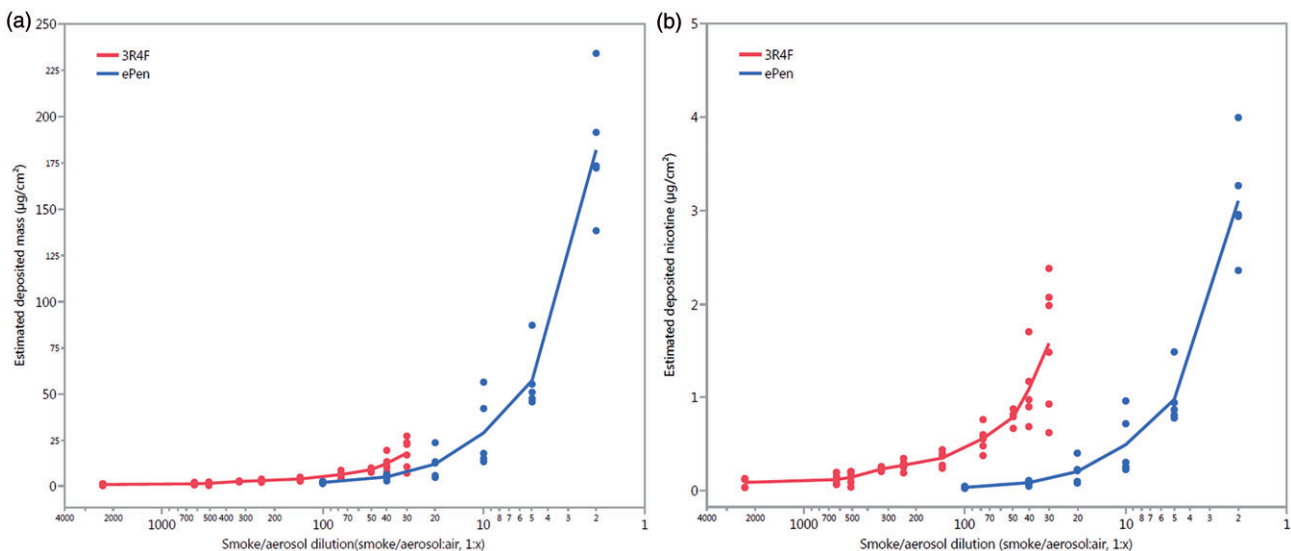 (a)
3R4F
ePen
Estimated deposited mass (µg/cm²)
250
225
200
175
150
125
100
75
50
25
0
4000 2000 1000 700 500 400 300 200 100 70 50 40 30 20 10 8 7 6 5 4 3 2 1
Smoke/aerosol dilution(smoke/aerosol:air, 1:x)
(b)
3R4F
ePen
Estimated deposited nicotine (µg/cm²)
5
4
3
2
1
0
4000 2000 1000 700 500 400 300 200 100 70 50 40 30 20 10 8 7 6 5 4 3 2 1
Smoke/aerosol dilution (smoke/aerosol:air, 1:x)